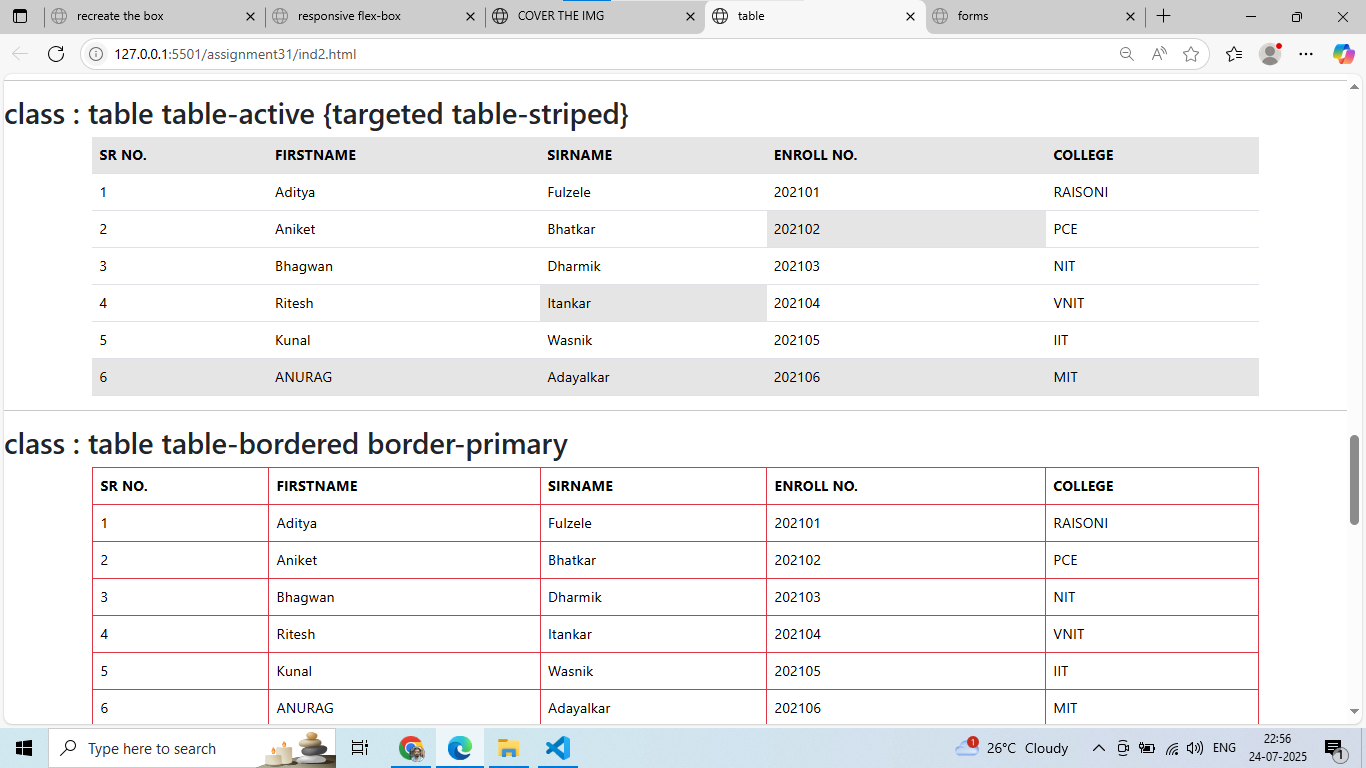 recreate the box
responsive flex-box
COVER THE IMG
table
forms
127.0.0.1:5501/assignment31/ind2.html
class : table table-active {targeted table-striped}
SR NO. FIRSTNAME SIRNAME ENROLL NO. COLLEGE
1 Aditya Fulzele 202101 RAISONI
2 Aniket Bhatkar 202102 PCE
3 Bhagwan Dharmik 202103 NIT
4 Ritesh Itankar 202104 VNIT
5 Kunal Wasnik 202105 IIT
6 ANURAG Adayalkar 202106 MIT
class : table table-bordered border-primary
SR NO. FIRSTNAME SIRNAME ENROLL NO. COLLEGE
1 Aditya Fulzele 202101 RAISONI
2 Aniket Bhatkar 202102 PCE
3 Bhagwan Dharmik 202103 NIT
4 Ritesh Itankar 202104 VNIT
5 Kunal Wasnik 202105 IIT
6 ANURAG Adayalkar 202106 MIT
Type here to search
1
26°C Cloudy
ENG
22:56
24-07-2025
1